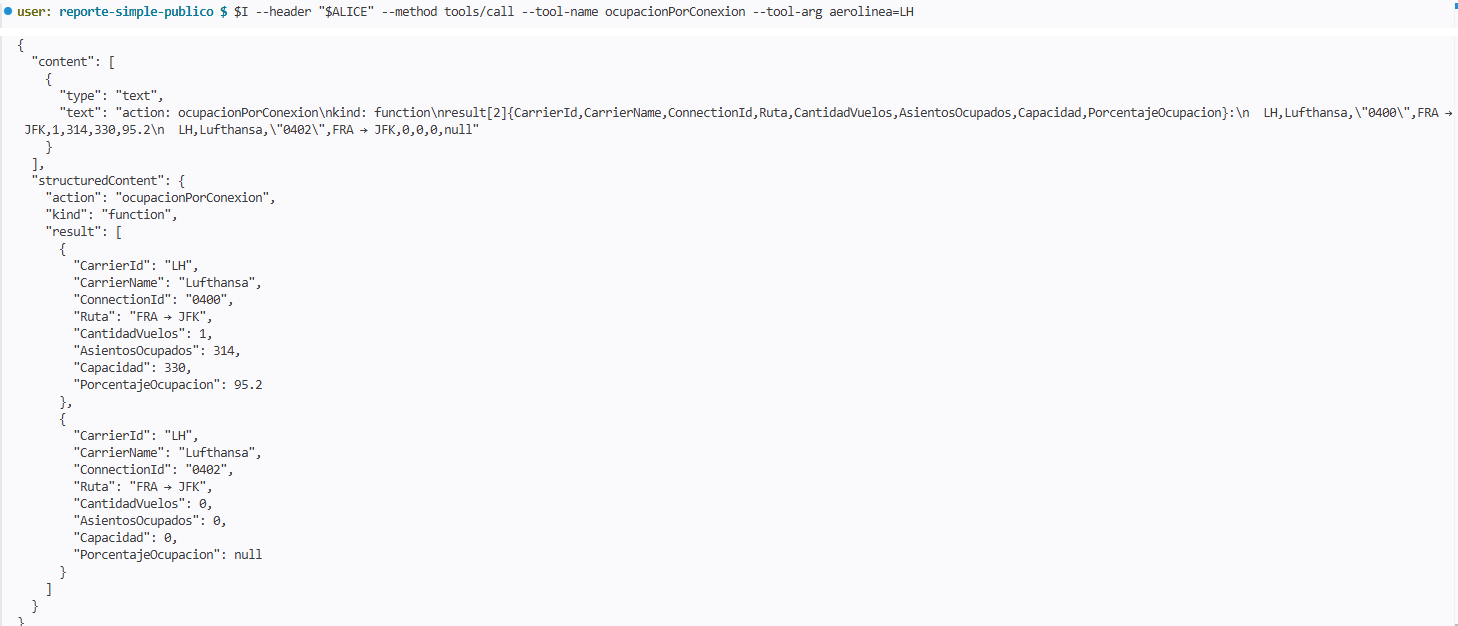 user: reporte-simple-publico $ $I --header "$ALICE" --method tools/call --tool-name ocupacionPorConexion --tool-arg aerolinea=LH
{
"content": [
{
"type": "text",
"text": "action: ocupacionPorConexion\nkind: function\nresult[2]{CarrierId,CarrierName,ConnectionId,Ruta,CantidadVuelos,AsientosOcupados,Capacidad,PorcentajeOcupacion}:\n  LH,Lufthansa,\"0400\",FRA →
JFK,1,314,330,95.2\n  LH,Lufthansa,\"0402\",FRA → JFK,0,0,0,null"
}
],
"structuredContent": {
"action": "ocupacionPorConexion",
"kind": "function",
"result": [
{
"CarrierId": "LH",
"CarrierName": "Lufthansa",
"ConnectionId": "0400",
"Ruta": "FRA → JFK",
"CantidadVuelos": 1,
"AsientosOcupados": 314,
"Capacidad": 330,
"PorcentajeOcupacion": 95.2
},
{
"CarrierId": "LH",
"CarrierName": "Lufthansa",
"ConnectionId": "0402",
"Ruta": "FRA → JFK",
"CantidadVuelos": 0,
"AsientosOcupados": 0,
"Capacidad": 0,
"PorcentajeOcupacion": null
}
]
}
}